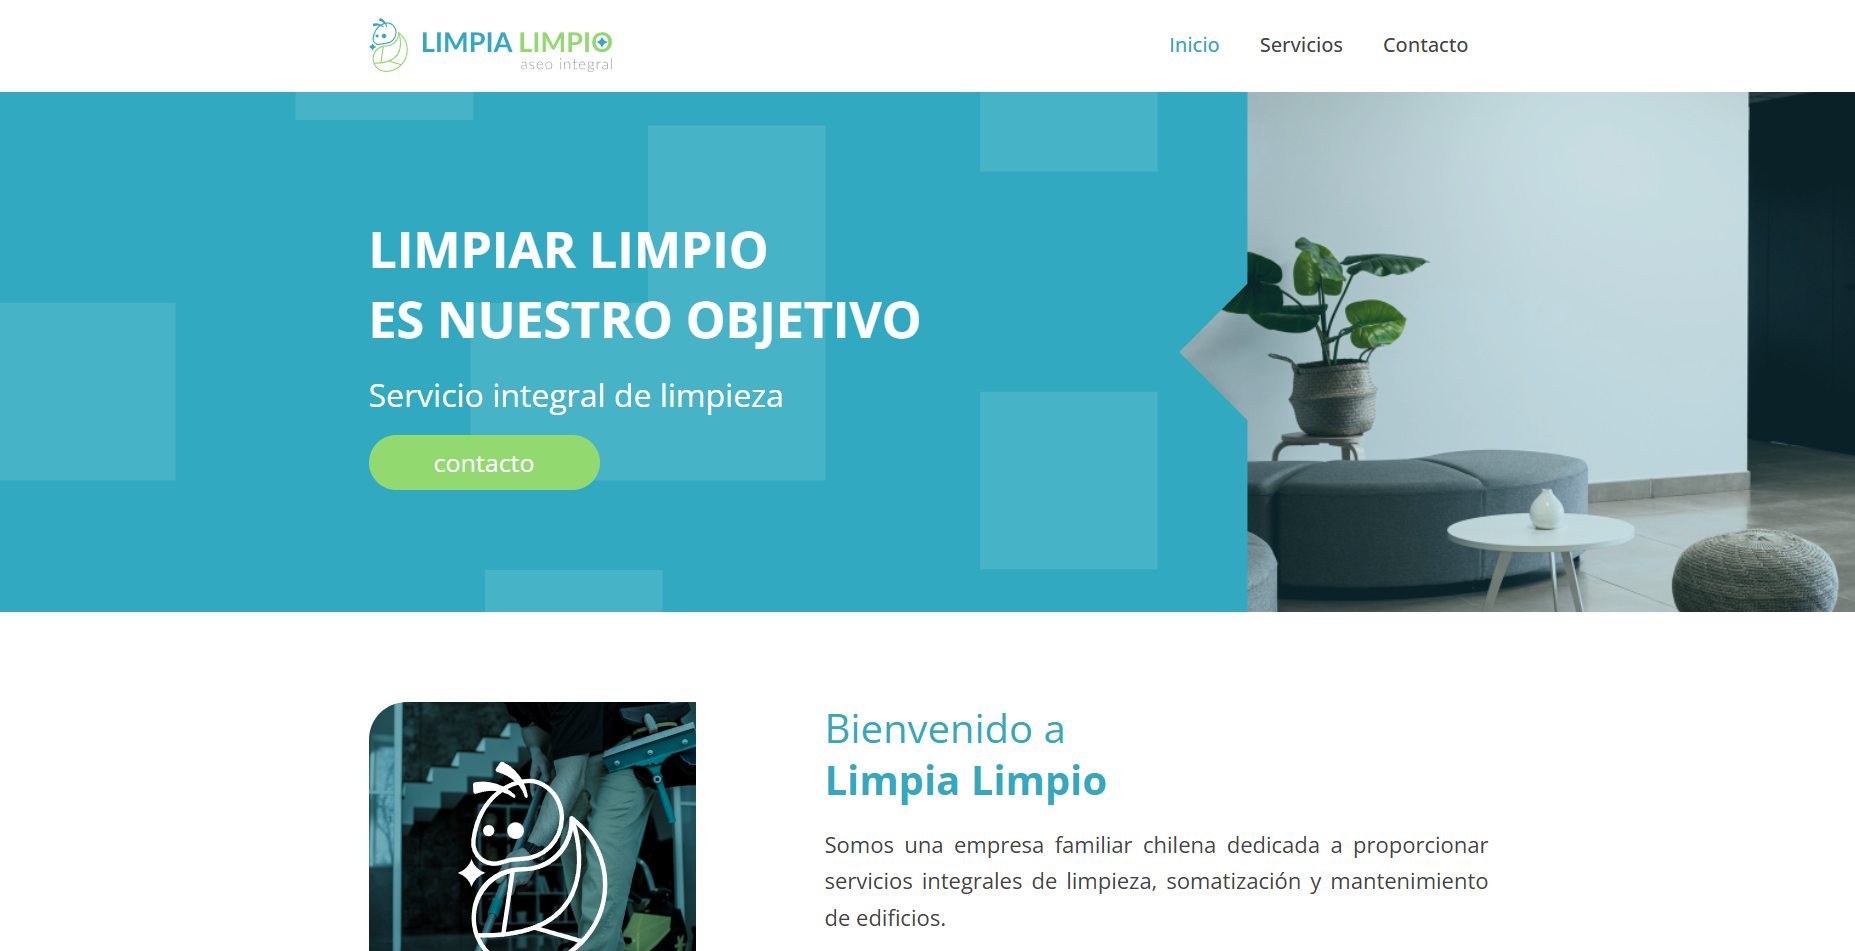 LIMPIA LIMPIO
aseo integral
Inicio
Servicios
Contacto
LIMPIAR LIMPIO
ES NUESTRO OBJETIVO
Servicio integral de limpieza
contacto
Bienvenido a
Limpia Limpio
Somos una empresa familiar chilena dedicada a proporcionar
servicios integrales de limpieza, somatización y mantenimiento
de edificios.